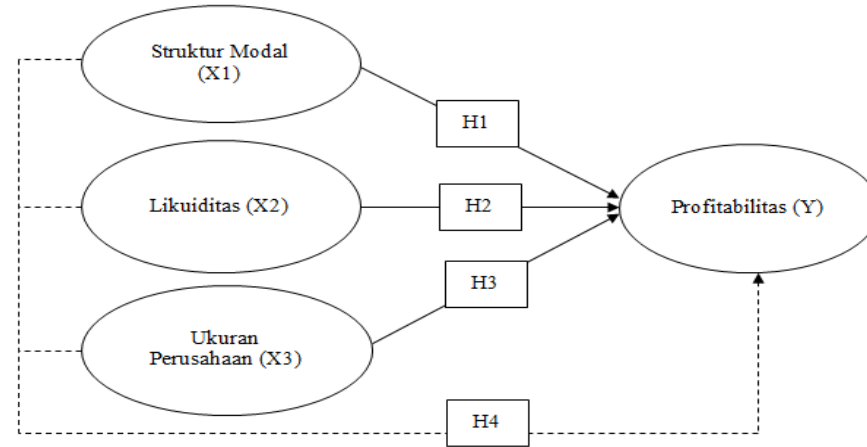 Struktur Modal
(X1)
H1
Likuiditas (X2)
H2
Profitabilitas (Y)
H3
Ukuran
Perusahaan (X3)
H4